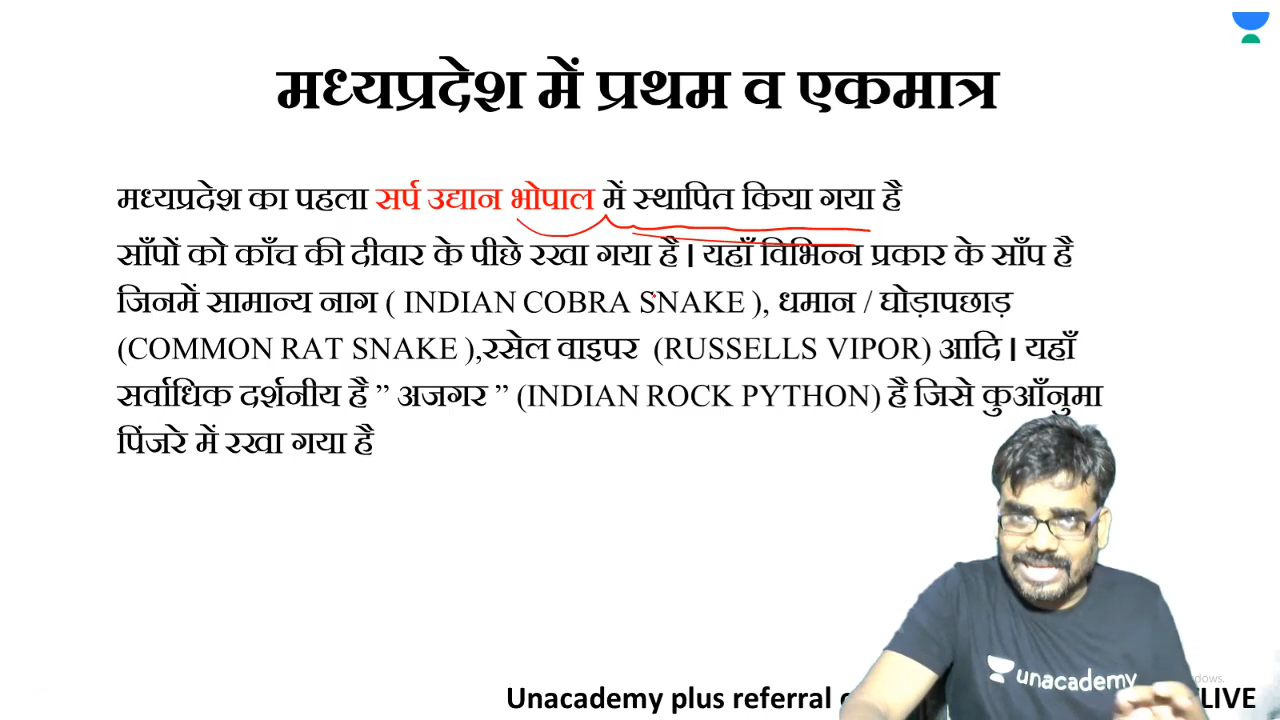 मध्यप्रदेश में प्रथम व एकमात्र
मध्यप्रदेश का पहला सर्प उद्यान भोपाल में स्थापित किया गया है
साँपों को काँच की दीवार के पीछे रखा गया है। यहाँ विभिन्न प्रकार के साँप है
जिनमें सामान्य नाग ( INDIAN COBRA SNAKE ), धमान / घोड़ापछाड़
(COMMON RAT SNAKE ),रसेल वाइपर (RUSSELLS VIPOR) आदि। यहाँ
सर्वाधिक दर्शनीय है ” अजगर ” (INDIAN ROCK PYTHON) है जिसे कुआँनुमा
पिंजरे में रखा गया है
unacademy
Unacademy plus referral LIVE